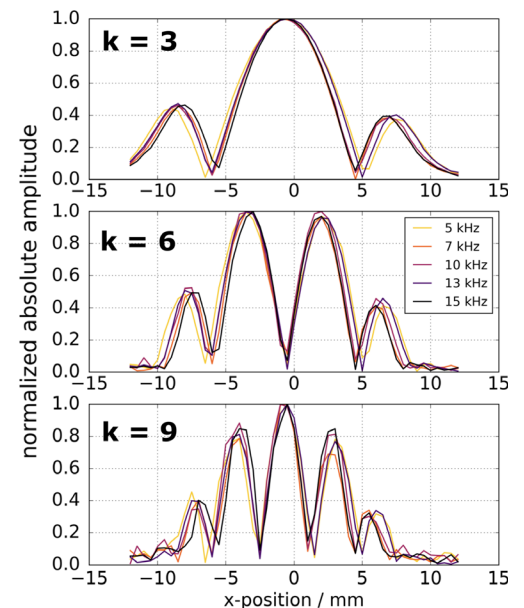 normalized absolute amplitude
k = 3
1.0
0.8
0.6
0.4
0.2
0.0
−15 −10 −5 0 5 10 15
k = 6
1.0
0.8
0.6
0.4
0.2
0.0
5 kHz
7 kHz
10 kHz
13 kHz
15 kHz
−15 −10 −5 0 5 10 15
k = 9
1.0
0.8
0.6
0.4
0.2
0.0
−15 −10 −5 0 5 10 15
x-position / mm